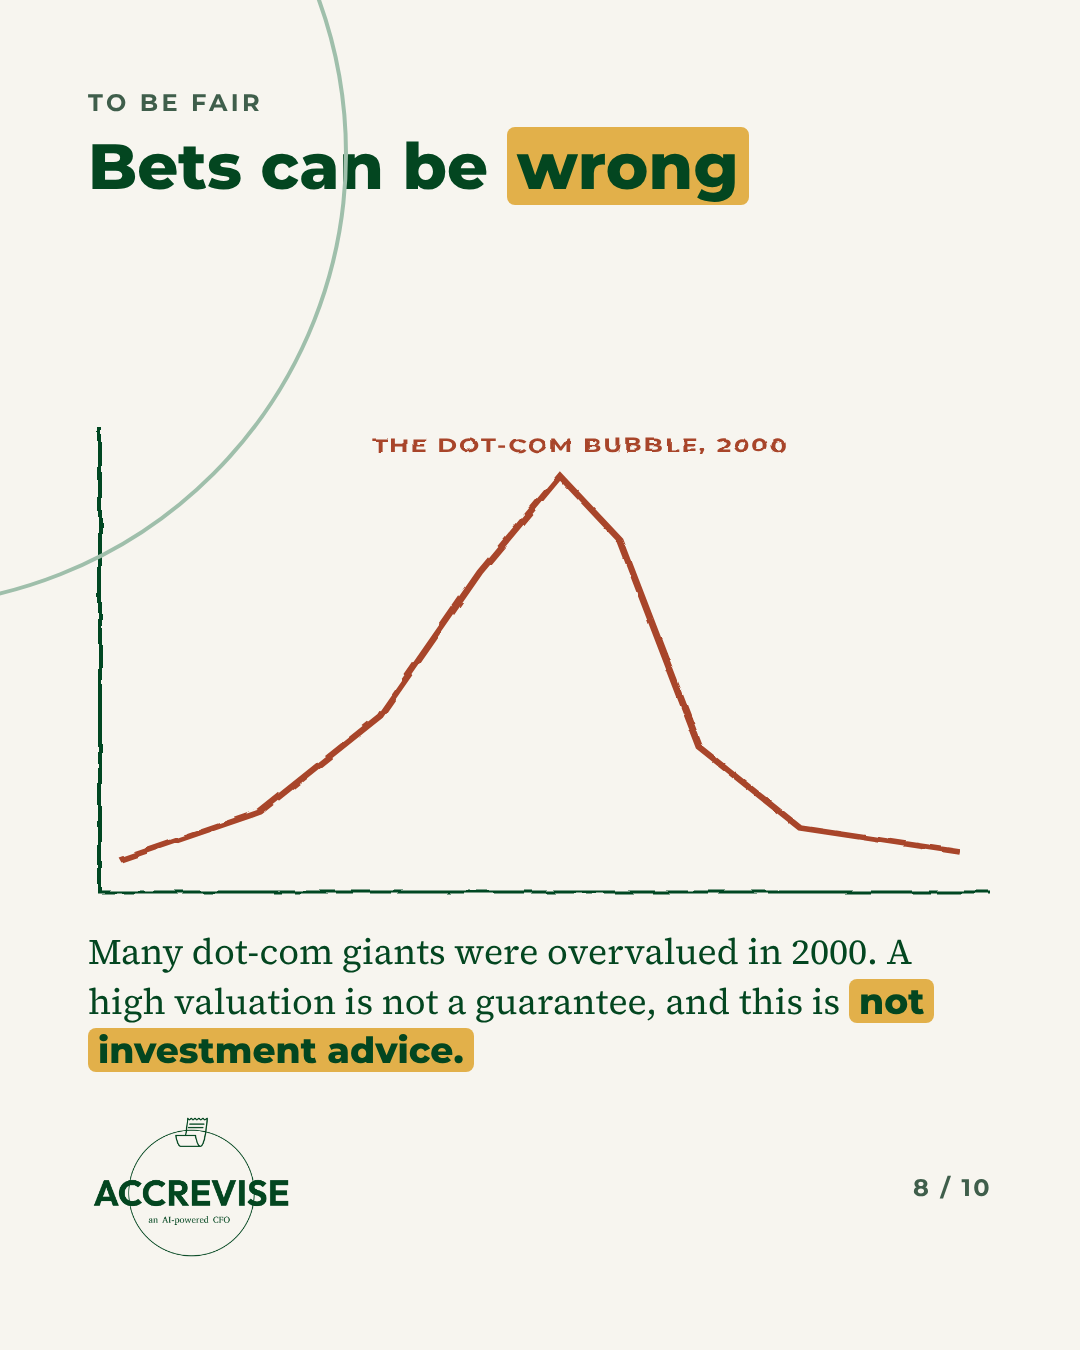 TO BE FAIR
Bets can be wrong
THE DOT-COM BUBBLE, 2000
Many dot-com giants were overvalued in 2000. A
high valuation is not a guarantee, and this is not
investment advice.
ACCREVISE
an AI-powered CFO
8 / 10